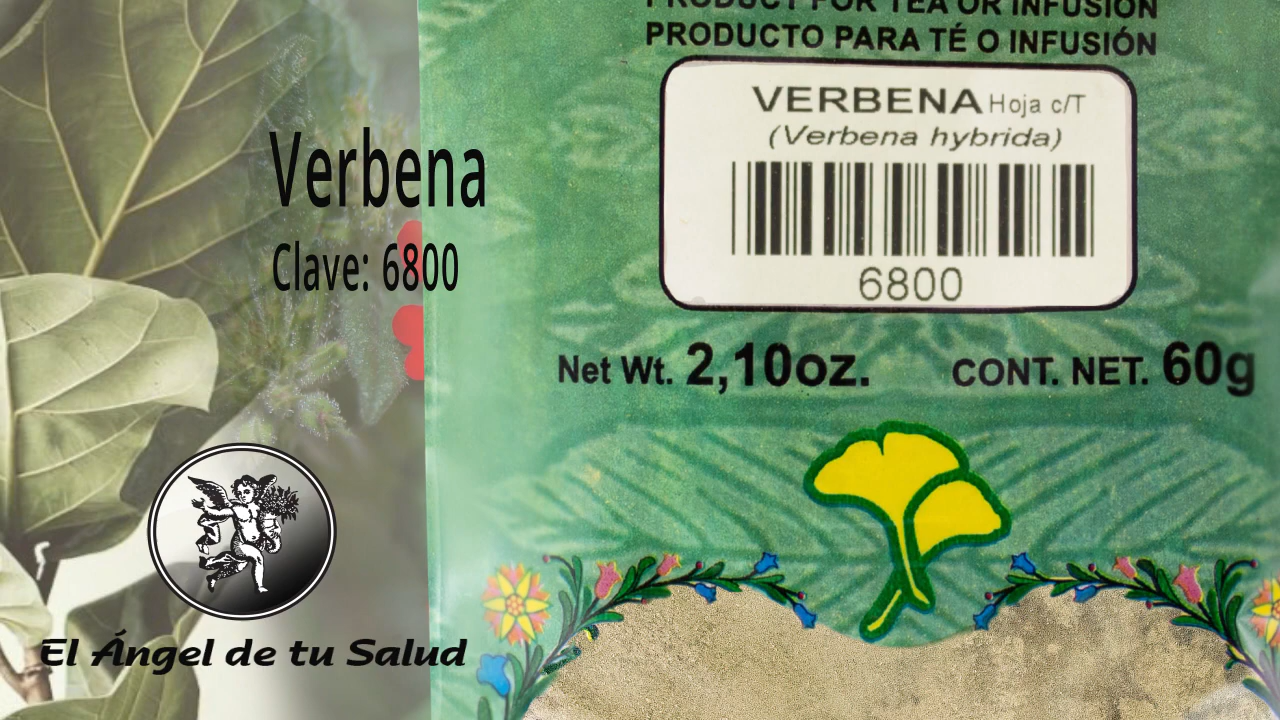 Verbena
Clave: 6800
El Ángel de tu Salud
PRODUCT FOR TEA OR INFUSION
PRODUCTO PARA TÉ O INFUSIÓN
VERBENA Hoja c/T
(Verbena hybrida)
6800
Net Wt. 2,10oz. CONT. NET. 60g